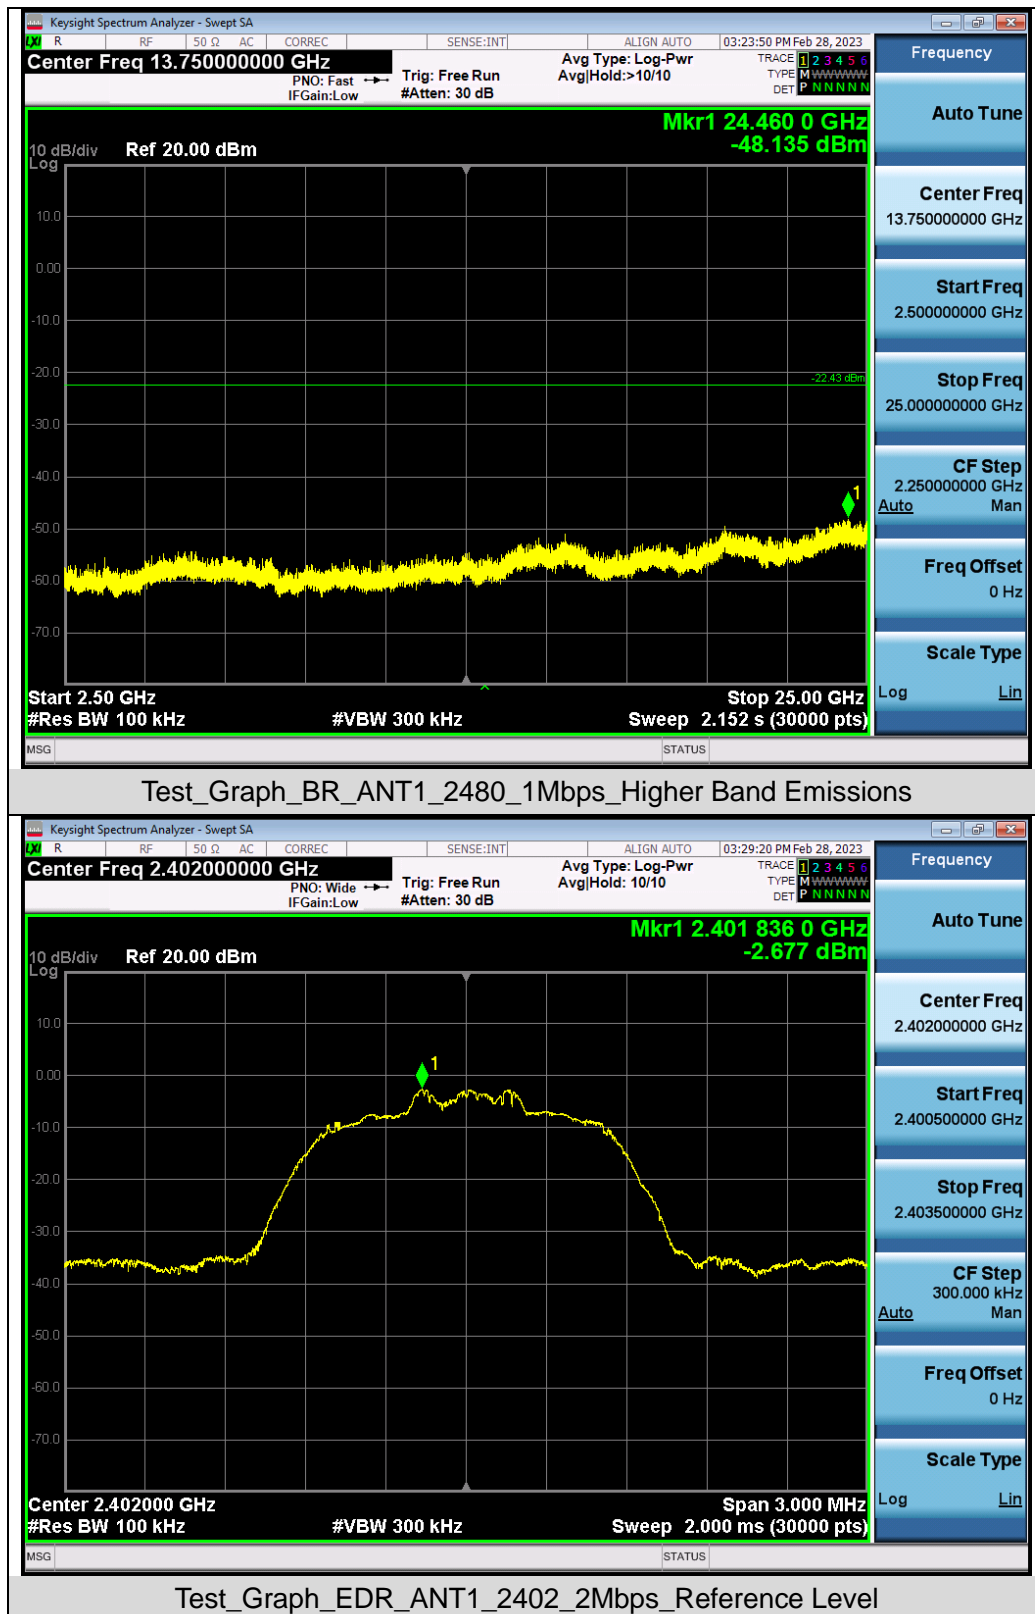 Keysight Spectrum Analyzer - Swept SA
LXI R RF 50 Ω AC CORREC SENSE:INT ALIGN AUTO 03:23:50 PM Feb 28, 2023
Center Freq 13.750000000 GHz Avg Type: Log-Pwr TRACE 1 2 3 4 5 6
PNO: Fast Trig: Free Run Avg|Hold:>10/10 TYPE M WWWWW
IFGain:Low #Atten: 30 dB DET P N N N N N
Mkr1 24.460 0 GHz
-48.135 dBm
10 dB/div Ref 20.00 dBm
Log
10.0
0.00
-10.0
-20.0
-22.43 dBm
-30.0
-40.0
1
-50.0
-60.0
-70.0
Start 2.50 GHz Stop 25.00 GHz
#Res BW 100 kHz #VBW 300 kHz Sweep 2.152 s (30000 pts)
MSG STATUS
Frequency
Auto Tune
Center Freq
13.750000000 GHz
Start Freq
2.500000000 GHz
Stop Freq
25.000000000 GHz
CF Step
2.250000000 GHz
Auto Man
Freq Offset
0 Hz
Scale Type
Log Lin
Test_Graph_BR_ANT1_2480_1Mbps_Higher Band Emissions
Keysight Spectrum Analyzer - Swept SA
LXI R RF 50 Ω AC CORREC SENSE:INT ALIGN AUTO 03:29:20 PM Feb 28, 2023
Center Freq 2.402000000 GHz Avg Type: Log-Pwr TRACE 1 2 3 4 5 6
PNO: Wide Trig: Free Run Avg|Hold: 10/10 TYPE M WWWWW
IFGain:Low #Atten: 30 dB DET P N N N N N
Mkr1 2.401 836 0 GHz
-2.677 dBm
10 dB/div Ref 20.00 dBm
Log
10.0
1
0.00
-10.0
-20.0
-30.0
-40.0
-50.0
-60.0
-70.0
Center 2.402000 GHz Span 3.000 MHz
#Res BW 100 kHz #VBW 300 kHz Sweep 2.000 ms (30000 pts)
MSG STATUS
Frequency
Auto Tune
Center Freq
2.402000000 GHz
Start Freq
2.400500000 GHz
Stop Freq
2.403500000 GHz
CF Step
300.000 kHz
Auto Man
Freq Offset
0 Hz
Scale Type
Log Lin
Test_Graph_EDR_ANT1_2402_2Mbps_Reference Level